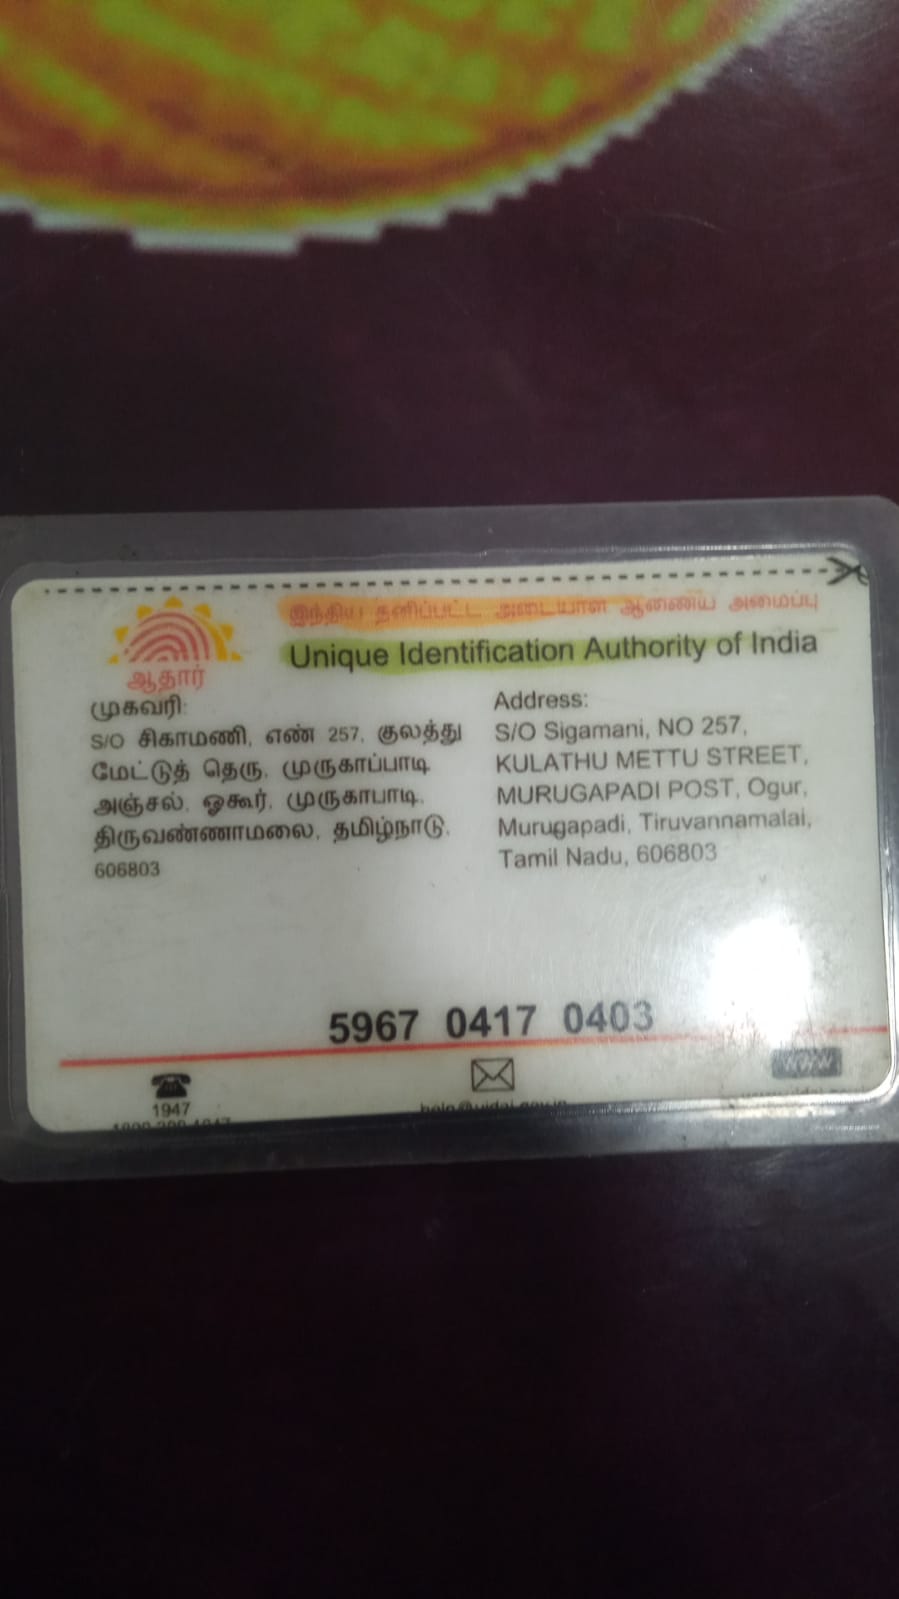 இந்திய தனிப்பட்ட அடையாள ஆணைய அமைப்பு
Unique Identification Authority of India
ஆதார்
முகவரி:
S/O சிகாமணி, எண் 257, குலத்து
மேட்டுத் தெரு, முருகாப்பாடி
அஞ்சல், ஓகூர், முருகாபாடி,
திருவண்ணாமலை, தமிழ்நாடு,
606803
Address:
S/O Sigamani, NO 257,
KULATHU METTU STREET,
MURUGAPADI POST, Ogur,
Murugapadi, Tiruvannamalai,
Tamil Nadu, 606803
5967 0417 0403
1947
www